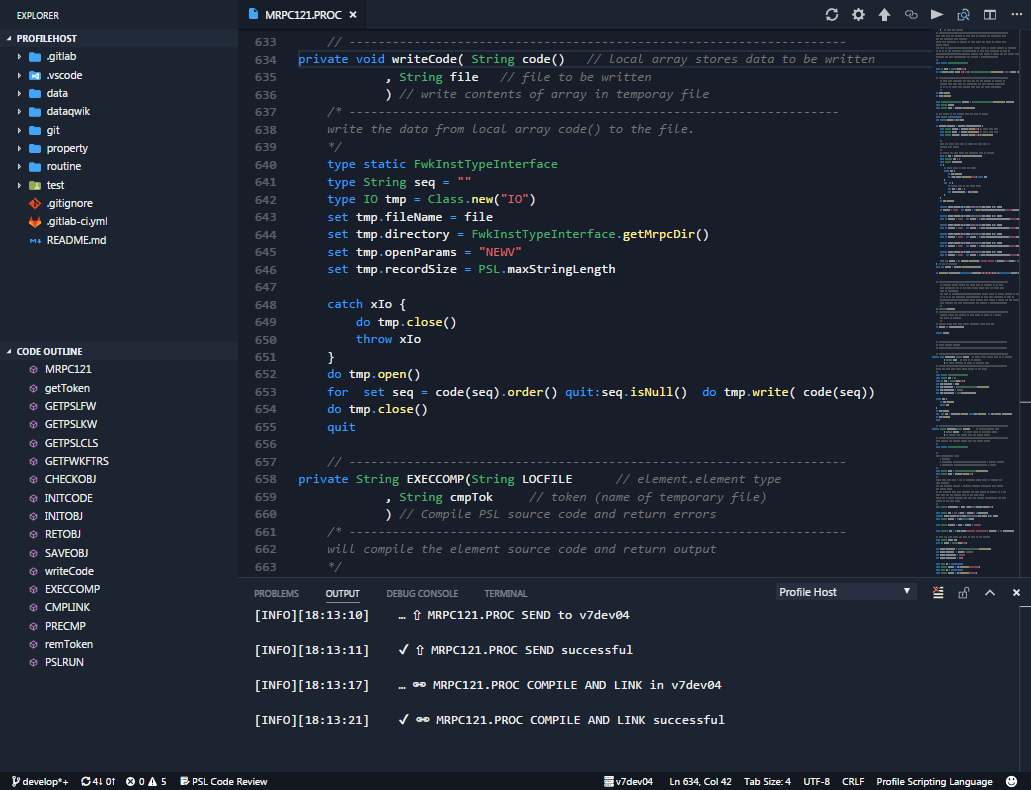 EXPLORER
PROFILEHOST
.gitlab
.vscode
data
dataqwik
git
property
routine
test
.gitignore
.gitlab-ci.yml
README.md
CODE OUTLINE
MRPC121
getToken
GETPSLFW
GETPSLKW
GETPSLCLS
GETFWKFTRS
CHECKOBJ
INITCODE
INITOBJ
RETOBJ
SAVEOBJ
writeCode
EXECCOMP
CMPLINK
PRECMP
remToken
PSLRUN
MRPC121.PROC
633 // ---------------------------------------------------------------------
634 private void writeCode( String code() // local array stores data to be written
635 , String file // file to be written
636 ) // write contents of array in temporay file
637 /* --------------------------------------------------------------------
638 write the data from local array code() to the file.
639 */
640 type static FwkInstTypeInterface
641 type String seq = ""
642 type IO tmp = Class.new("IO")
643 set tmp.fileName = file
644 set tmp.directory = FwkInstTypeInterface.getMrpcDir()
645 set tmp.openParams = "NEWV"
646 set tmp.recordSize = PSL.maxStringLength
647
648 catch xIo {
649 do tmp.close()
650 throw xIo
651 }
652 do tmp.open()
653 for  set seq = code(seq).order() quit:seq.isNull()  do tmp.write( code(seq))
654 do tmp.close()
655 quit
656
657 // ---------------------------------------------------------------------
658 private String EXECCOMP(String LOCFILE // element.element type
659 , String cmpTok // token (name of temporary file)
660 ) // Compile PSL source code and return errors
661 /* ---------------------------------------------------------------------
662 will compile the element source code and return output
663 */
PROBLEMS OUTPUT DEBUG CONSOLE TERMINAL Profile Host
[INFO][18:13:10] … ⇧ MRPC121.PROC SEND to v7dev04
[INFO][18:13:11] ✔ ⇧ MRPC121.PROC SEND successful
[INFO][18:13:17] … MRPC121.PROC COMPILE AND LINK in v7dev04
[INFO][18:13:21] ✔ MRPC121.PROC COMPILE AND LINK successful
develop*+ 4↓ 0↑ 0 5 PSL Code Review v7dev04 Ln 634, Col 42 Tab Size: 4 UTF-8 CRLF Profile Scripting Language